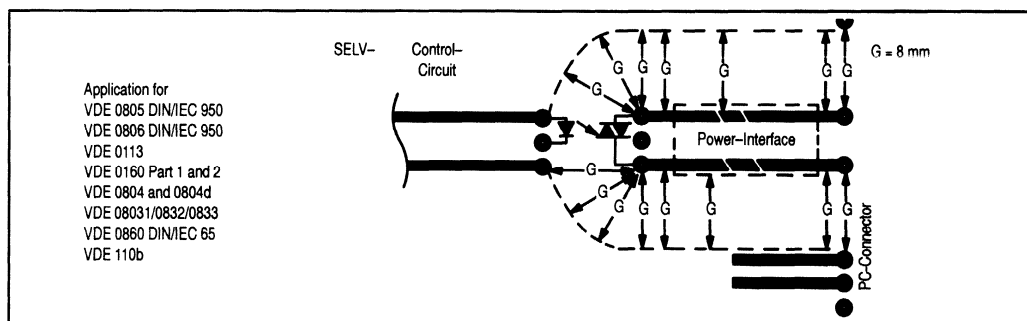 SELV– Control–
Circuit
G = 8 mm
Application for
VDE 0805 DIN/IEC 950
VDE 0806 DIN/IEC 950
VDE 0113
VDE 0160 Part 1 and 2
VDE 0804 and 0804d
VDE 08031/0832/0833
VDE 0860 DIN/IEC 65
VDE 110b
G G G G G G G
G
Power–Interface
G
G
G G G G G G
PC-Connector